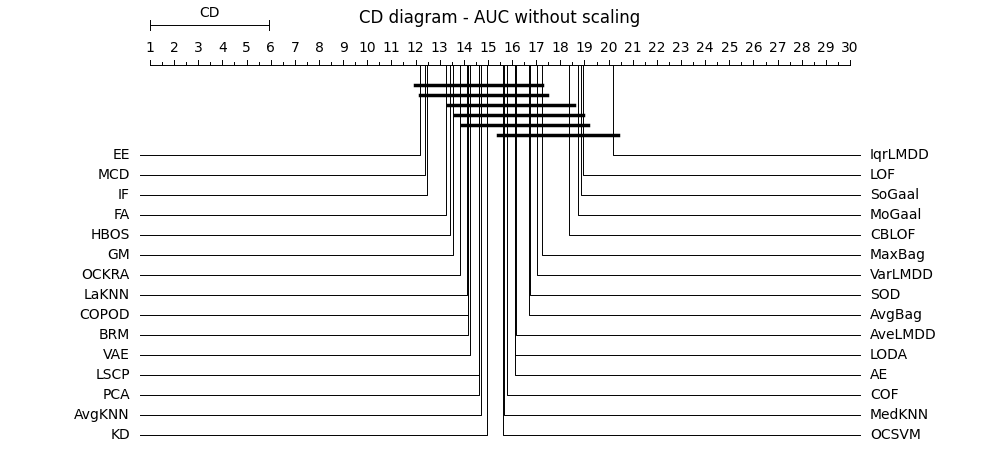 CD
CD diagram - AUC without scaling
1 2 3 4 5 6 7 8 9 10 11 12 13 14 15 16 17 18 19 20 21 22 23 24 25 26 27 28 29 30
EE IqrLMDD
MCD LOF
IF SoGaal
FA MoGaal
HBOS CBLOF
GM MaxBag
OCKRA VarLMDD
LaKNN SOD
COPOD AvgBag
BRM AveLMDD
VAE LODA
LSCP AE
PCA COF
AvgKNN MedKNN
KD OCSVM